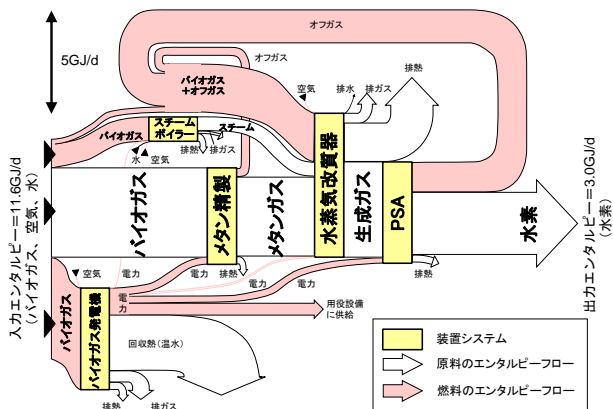 オフガス
5GJ/d
オフガス
バイオガス
+オフガス
空気
排水
排ガス
排熱
バイオガス
スチーム
ボイラー
スチーム
排熱
排ガス
水
空気
入力エンタルピー=11.6GJ/d
(バイオガス、空気、水)
バイオガス
メタン精製
メタンガス
水蒸気改質器
生成ガス
PSA
水素
出力エンタルピー=3.0GJ/d
(水素)
空気
電力
電力
排熱
電力
電力
排熱
電
力
用役設備
に供給
バイオガス
バイオガス発電機
回収熱(温水)
排熱
排ガス
装置システム
原料のエンタルピーフロー
燃料のエンタルピーフロー